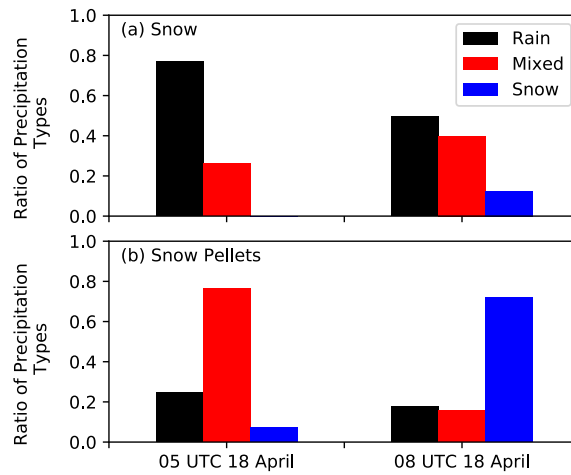 (a) Snow
Rain
Mixed
Snow
Ratio of Precipitation
Types
1.0
0.8
0.6
0.4
0.2
0.0
(b) Snow Pellets
Ratio of Precipitation
Types
1.0
0.8
0.6
0.4
0.2
0.0
05 UTC 18 April
08 UTC 18 April